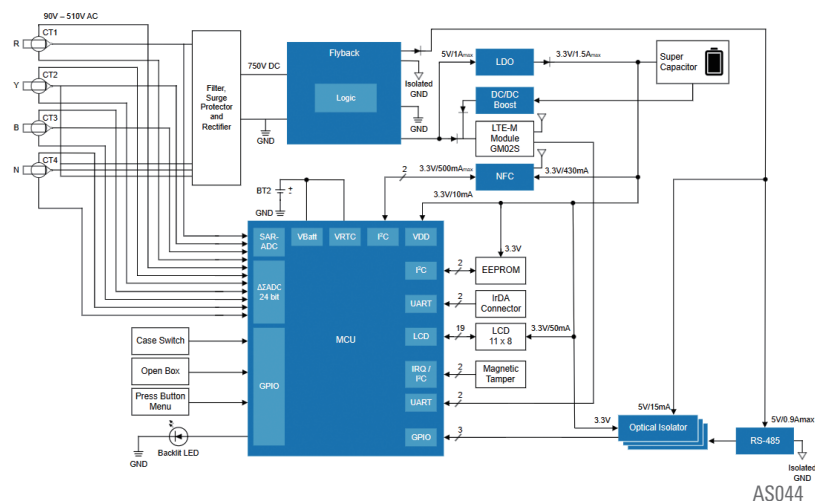 90V – 510V AC
CT1
R
CT2
Y
CT3
B
CT4
N
Filter,
Surge
Protector
and
Rectifier
750V DC
GND
Flyback
Logic
Isolated
GND
GND
5V/1Amax
LDO
3.3V/1.5Amax
Super
Capacitor
DC/DC
Boost
LTE-M
Module
GM02S
2
3.3V/500mAmax
NFC
3.3V/430mA
3.3V/10mA
BT2
±
GND
SAR-
ADC
VBatt
VRTC
I²C
VDD
ΔΣADC
24 bit
GPIO
MCU
I²C
2
3.3V
EEPROM
UART
2
IrDA
Connector
LCD
19
LCD
11 x 8
3.3V/50mA
IRQ /
I²C
2
Magnetic
Tamper
UART
2
GPIO
3
Case Switch
Open Box
Press Button
Menu
GND
Backlit LED
3.3V
5V/15mA
Optical Isolator
5V/0.9Amax
RS-485
Isolated
GND
AS044